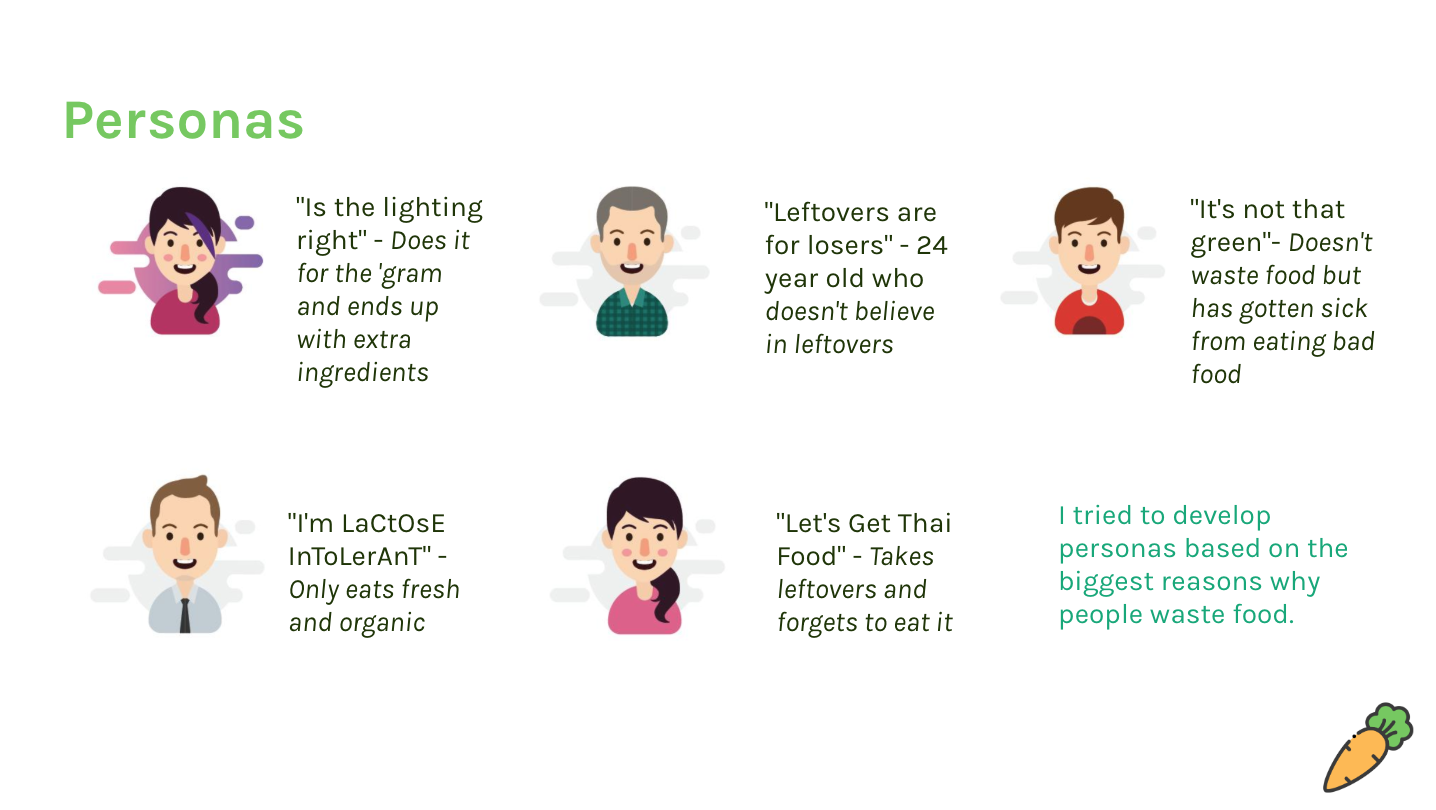 Personas
"Is the lighting
right" - Does it
for the 'gram
and ends up
with extra
ingredients
"Leftovers are
for losers" - 24
year old who
doesn't believe
in leftovers
"It's not that
green"- Doesn't
waste food but
has gotten sick
from eating bad
food
"I'm LaCtOsE
InToLerAnT" -
Only eats fresh
and organic
"Let's Get Thai
Food" - Takes
leftovers and
forgets to eat it
I tried to develop
personas based on the
biggest reasons why
people waste food.